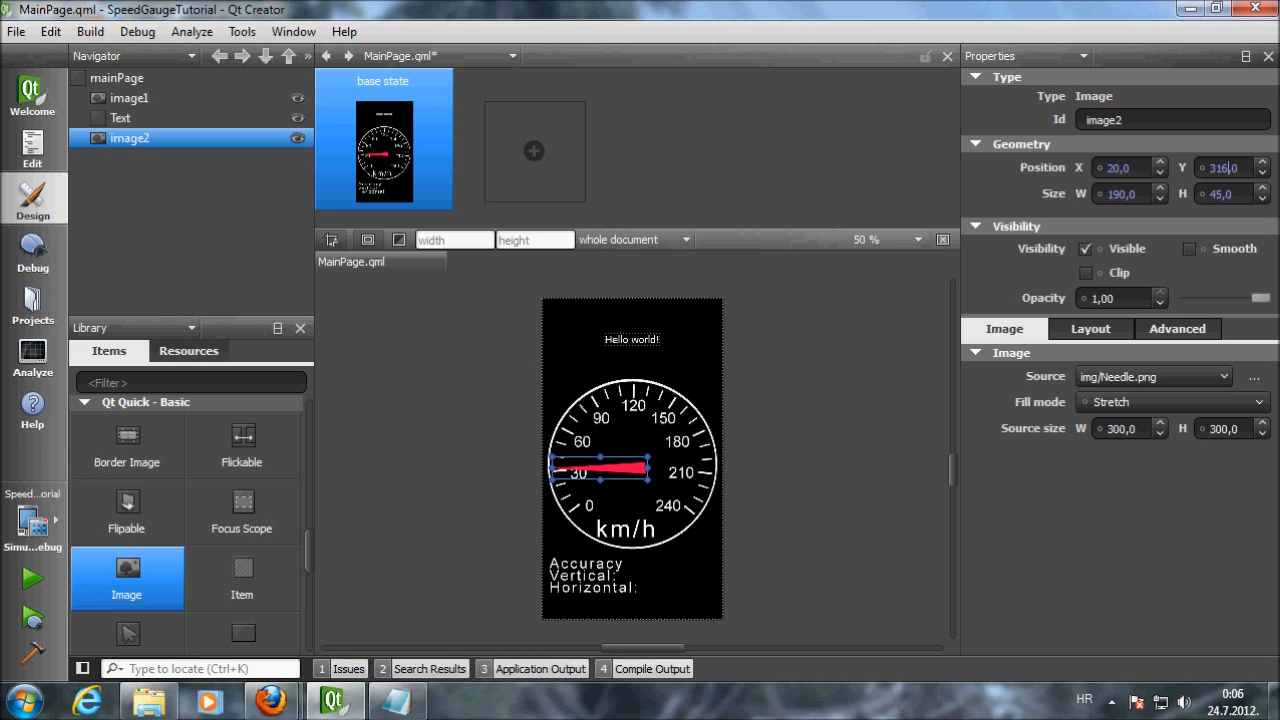 MainPage.qml - SpeedGaugeTutorial - Qt Creator
File Edit Build Debug Analyze Tools Window Help
Navigator » MainPage.qml* Properties
mainPage
image1
Text
image2
base state
Type
Type Image
Id image2
Geometry
Position X 20,0 Y 316,0
Size W 190,0 H 45,0
Visibility
Visibility Visible Smooth
Clip
Opacity 1,00
Image Layout Advanced
Image
Source img/Needle.png ...
Fill mode Stretch
Source size W 300,0 H 300,0
Welcome
Edit
Design
Debug
Projects
Analyze
Help
Speed...orial
Simu...ebug
width height whole document 50 %
MainPage.qml
Library
Items Resources
<Filter>
Qt Quick - Basic
Border Image Flickable
Flipable Focus Scope
Image Item
Hello world!
120
90 150
60 180
30 210
0 240
km/h
Accuracy
Vertical:
Horizontal:
Type to locate (Ctrl+K) 1 Issues 2 Search Results 3 Application Output 4 Compile Output
HR 0:06
24.7.2012.